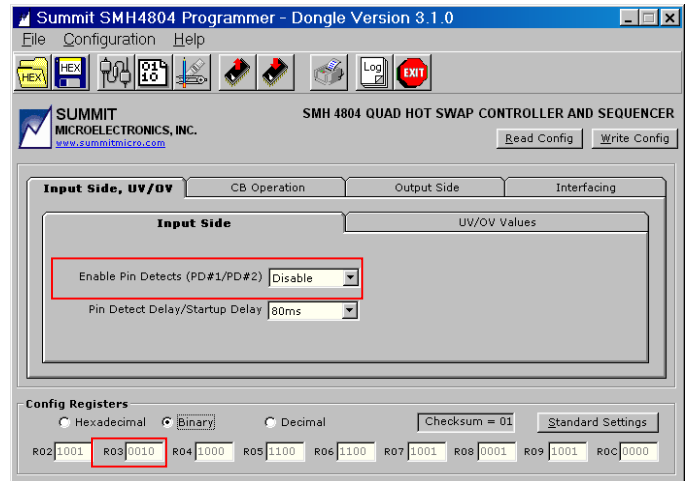 Summit SMH4804 Programmer - Dongle Version 3.1.0
File Configuration Help
HEX HEX 01 10 Log EXIT
SUMMIT
MICROELECTRONICS, INC.
www.summitmicro.com
SMH 4804 QUAD HOT SWAP CONTROLLER AND SEQUENCER
Read Config Write Config
Input Side, UV/OV CB Operation Output Side Interfacing
Input Side UV/OV Values
Enable Pin Detects (PD#1/PD#2) Disable
Pin Detect Delay/Startup Delay 80ms
Config Registers
Hexadecimal Binary Decimal Checksum = 01 Standard Settings
R02 1001 R03 0010 R04 1000 R05 1100 R06 1100 R07 1001 R08 0001 R09 1001 R0C 0000